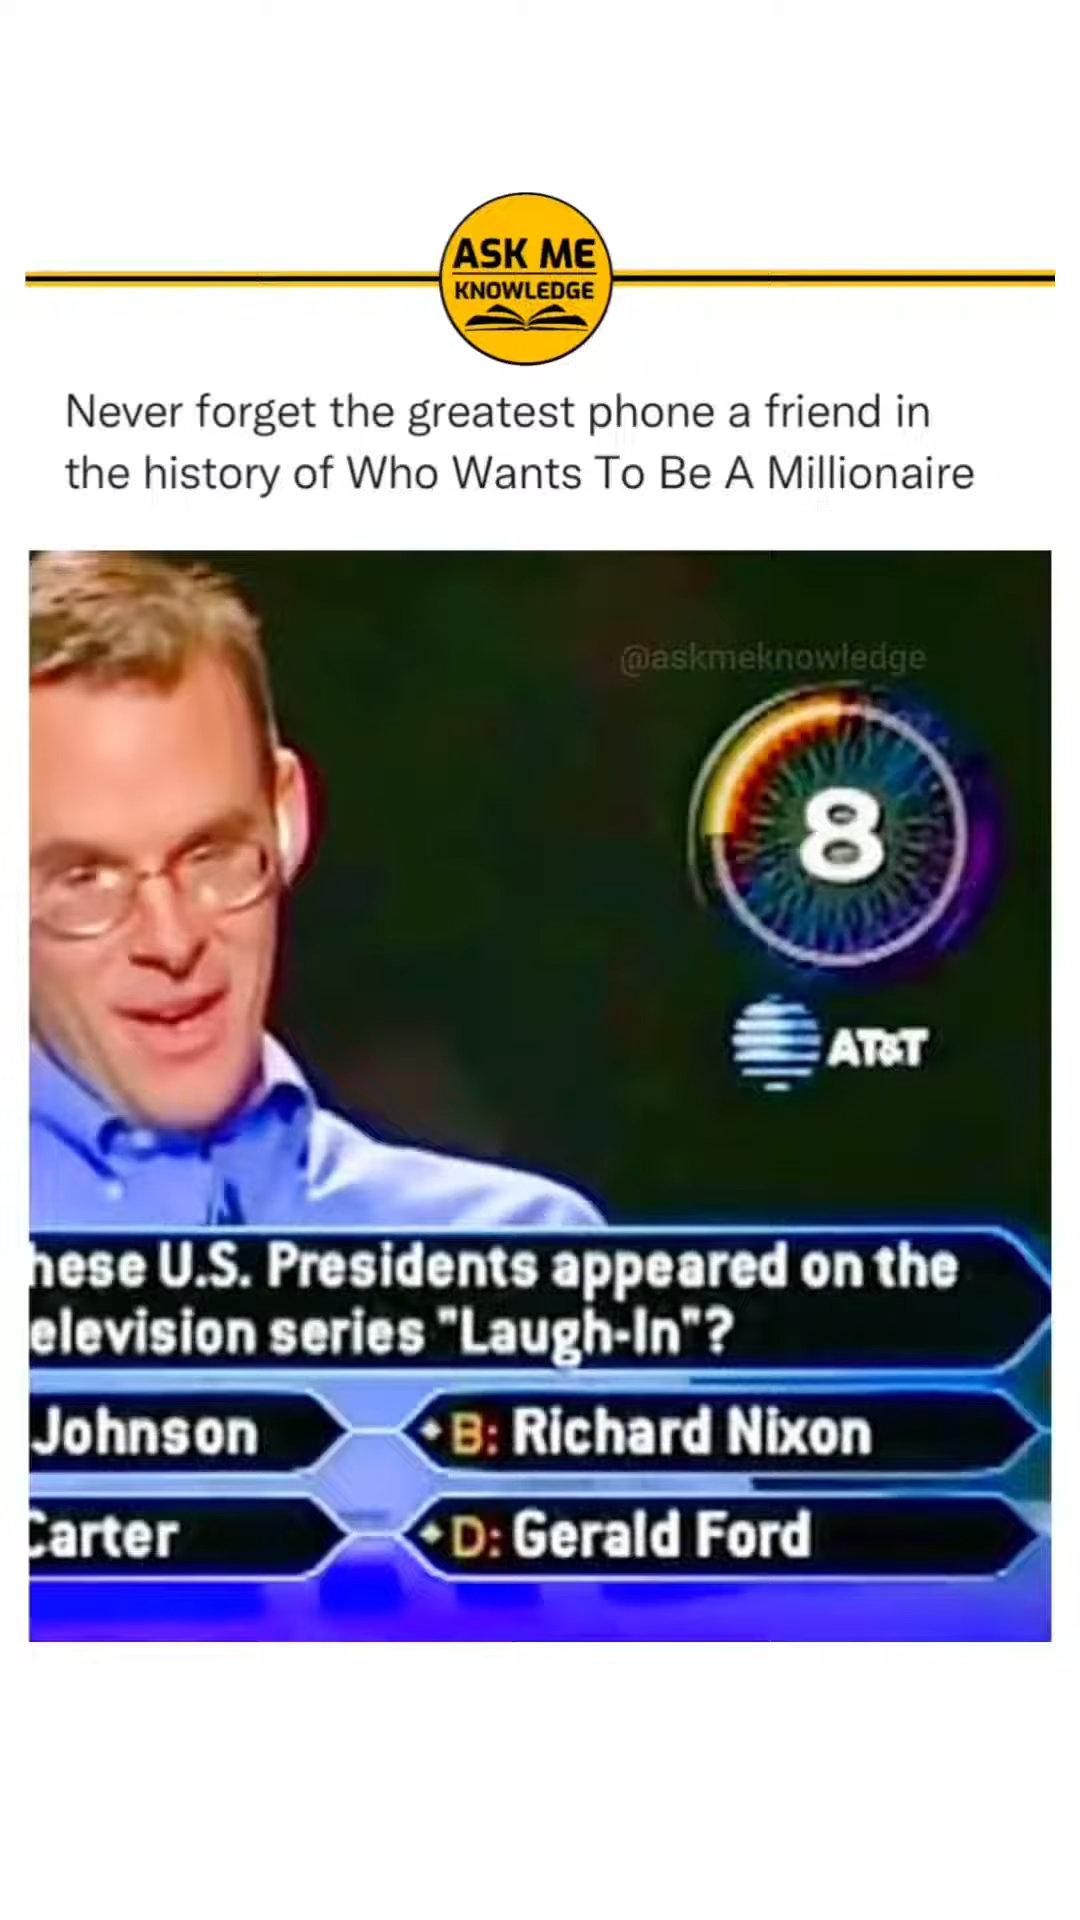 ASK ME
KNOWLEDGE
Never forget the greatest phone a friend in
the history of Who Wants To Be A Millionaire
@askmeknowledge
8
AT&T
hese U.S. Presidents appeared on the
elevision series "Laugh-In"?
Johnson
B: Richard Nixon
Carter
D: Gerald Ford